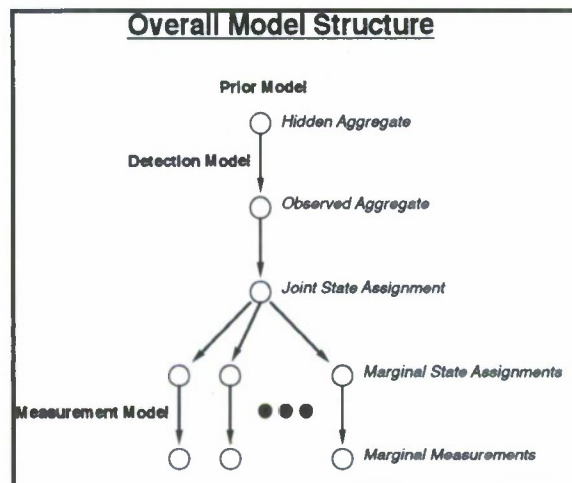 Overall Model Structure
Prior Model
Hidden Aggregate
Detection Model
Observed Aggregate
Joint State Assignment
Marginal State Assignments
Measurement Model
Marginal Measurements